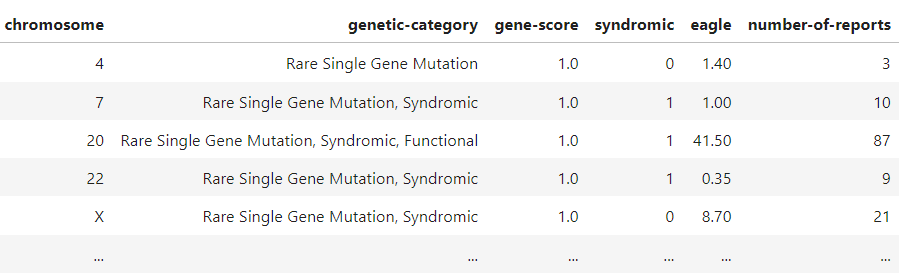 chromosome genetic-category gene-score syndromic eagle number-of-reports
4 Rare Single Gene Mutation 1.0 0 1.40 3
7 Rare Single Gene Mutation, Syndromic 1.0 1 1.00 10
20 Rare Single Gene Mutation, Syndromic, Functional 1.0 1 41.50 87
22 Rare Single Gene Mutation, Syndromic 1.0 1 0.35 9
X Rare Single Gene Mutation, Syndromic 1.0 0 8.70 21
... ... ... ... ... ...